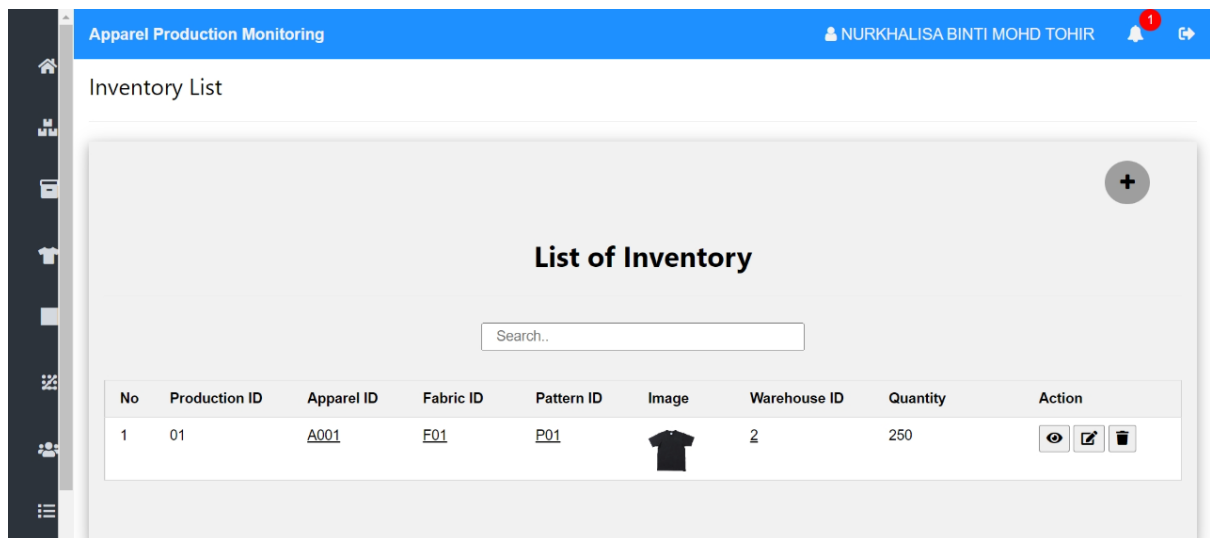 Apparel Production Monitoring NURKHALISA BINTI MOHD TOHIR 1
Inventory List
List of Inventory
Search..
No Production ID Apparel ID Fabric ID Pattern ID Image Warehouse ID Quantity Action
1 01 A001 F01 P01 2 250